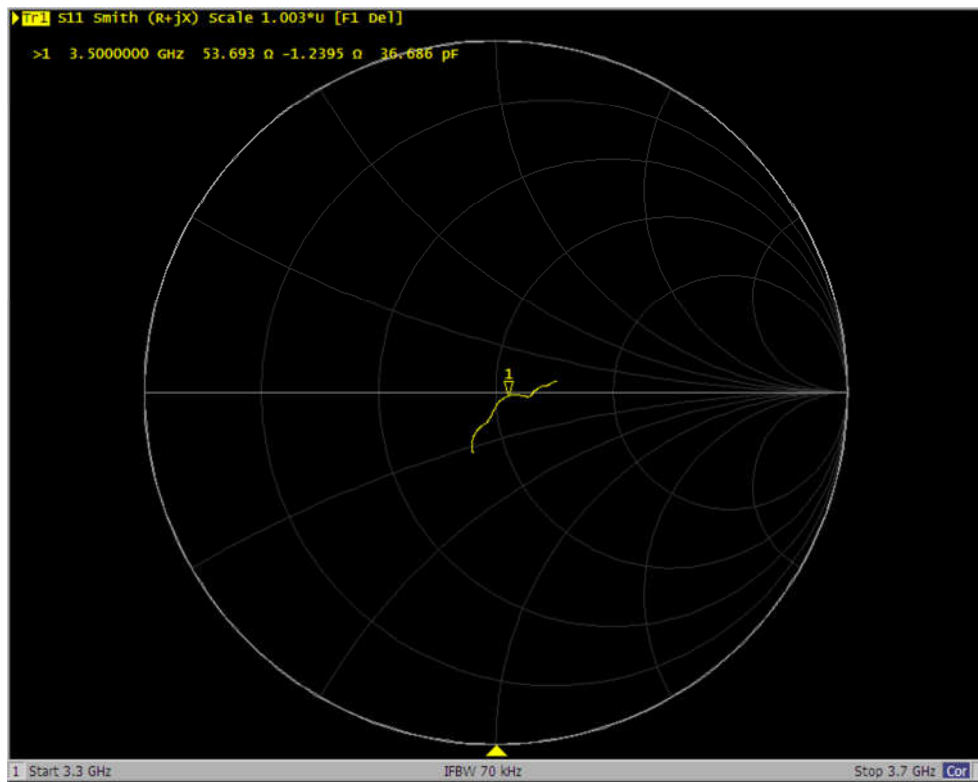 Tr1 S11 Smith (R+jX) Scale 1.003*U [F1 Del]
>1 3.5000000 GHz 53.693 Ω -1.2395 Ω 36.686 pF
1
1 Start 3.3 GHz IFBW 70 kHz Stop 3.7 GHz Cor